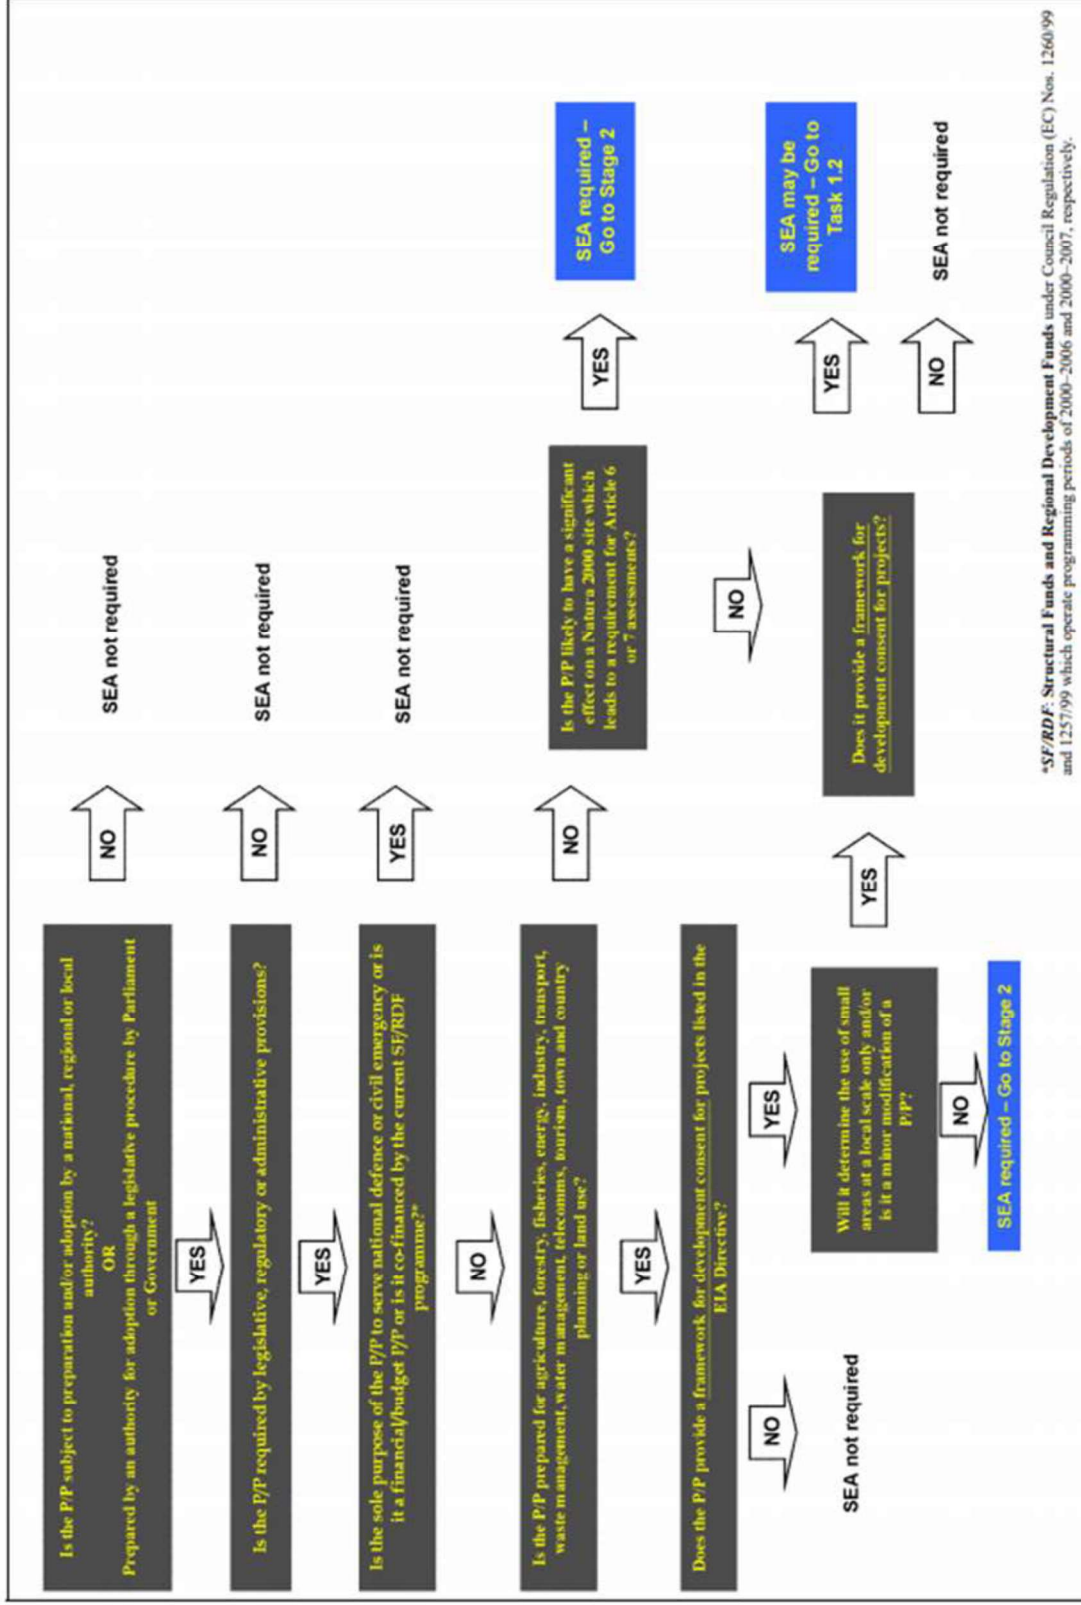 Is the P/P subject to preparation and/or adoption by a national, regional or local
authority?
OR
Prepared by an authority for adoption through a legislative procedure by Parliament
or Government
NO
SEA not required
YES
Is the P/P required by legislative, regulatory or administrative provisions?
NO
SEA not required
YES
Is the sole purpose of the P/P to serve national defence or civil emergency or is
it a financial/budget P/P or is it co-financed by the current SF/RDF
programme?*
YES
SEA not required
NO
Is the P/P prepared for agriculture, forestry, fisheries, energy, industry, transport,
waste management, water management, telecomms, tourism, town and country
planning or land use?
NO
Is the P/P likely to have a significant
effect on a Natura 2000 site which
leads to a requirement for Article 6
or 7 assessments?
YES
SEA required –
Go to Stage 2
YES
NO
Does the P/P provide a framework for development consent for projects listed in the
EIA Directive?
NO
SEA not required
YES
Will it determine the use of small
areas at a local scale only and/or
is it a minor modification of a
P/P?
YES
Does it provide a framework for
development consent for projects?
YES
SEA may be
required – Go to
Task 1.2
NO
SEA not required
NO
SEA required – Go to Stage 2
*SF/RDF: Structural Funds and Regional Development Funds under Council Regulation (EC) Nos. 1260/99
and 1257/99 which operate programming periods of 2000–2006 and 2000–2007, respectively.